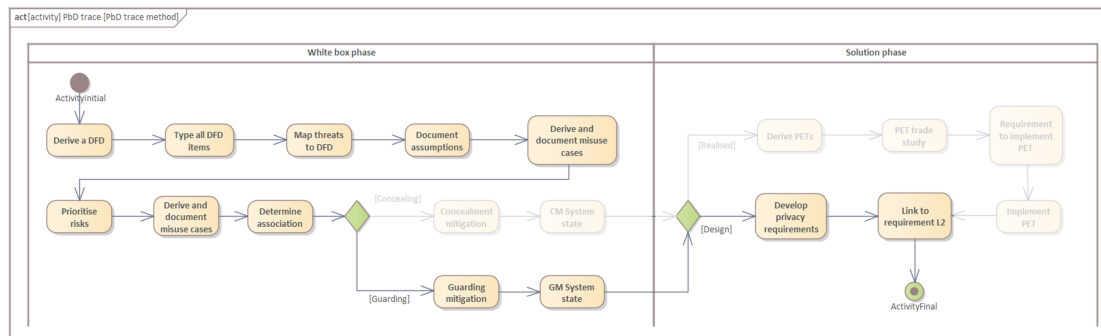 act [activity] PbD trace [PbD trace method]
White box phase
Solution phase
ActivityInitial
Derive a DFD
Type all DFD
items
Map threats
to DFD
Document
assumptions
Derive and
document misuse
cases
[Realised]
Derive PETs
PET trade
study
Requirement
to implement
PET
Prioritise
risks
Derive and
document
misuse cases
Determine
association
[Concealing]
Concealment
mitigation
CM System
state
[Design]
Develop
privacy
requirements
Link to
requirement L2
Implement
PET
[Guarding]
Guarding
mitigation
GM System
state
ActivityFinal